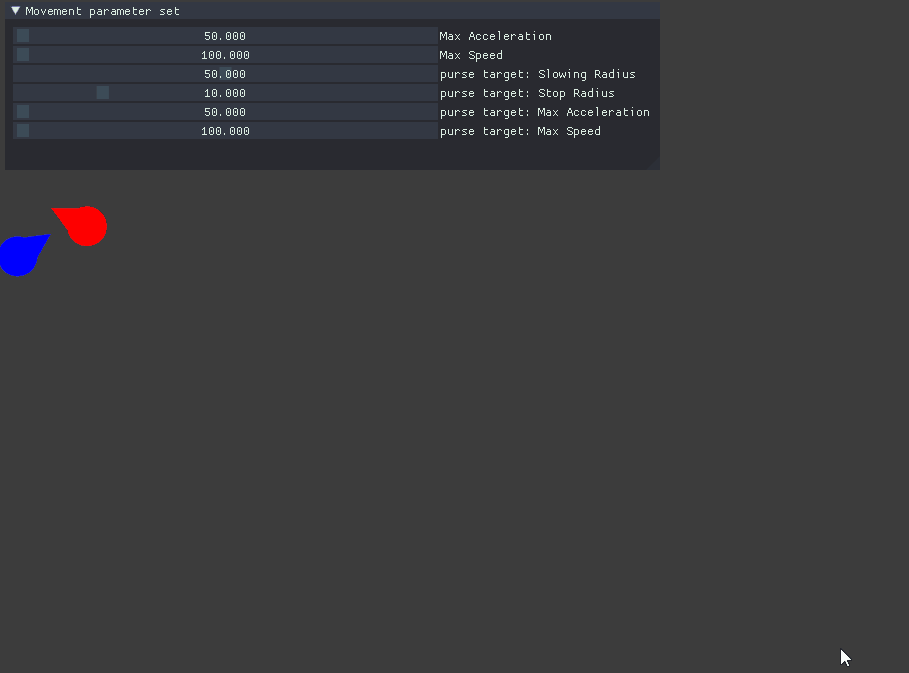 Movement parameter set
50.000 Max Acceleration
100.000 Max Speed
50.000 purse target: Slowing Radius
10.000 purse target: Stop Radius
50.000 purse target: Max Acceleration
100.000 purse target: Max Speed